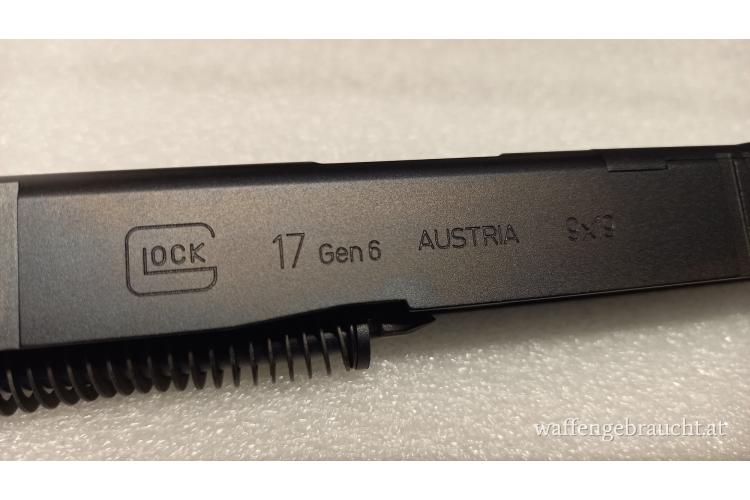 GLOCK 17 Gen 6 AUSTRIA 9x19
waffengebraucht.at